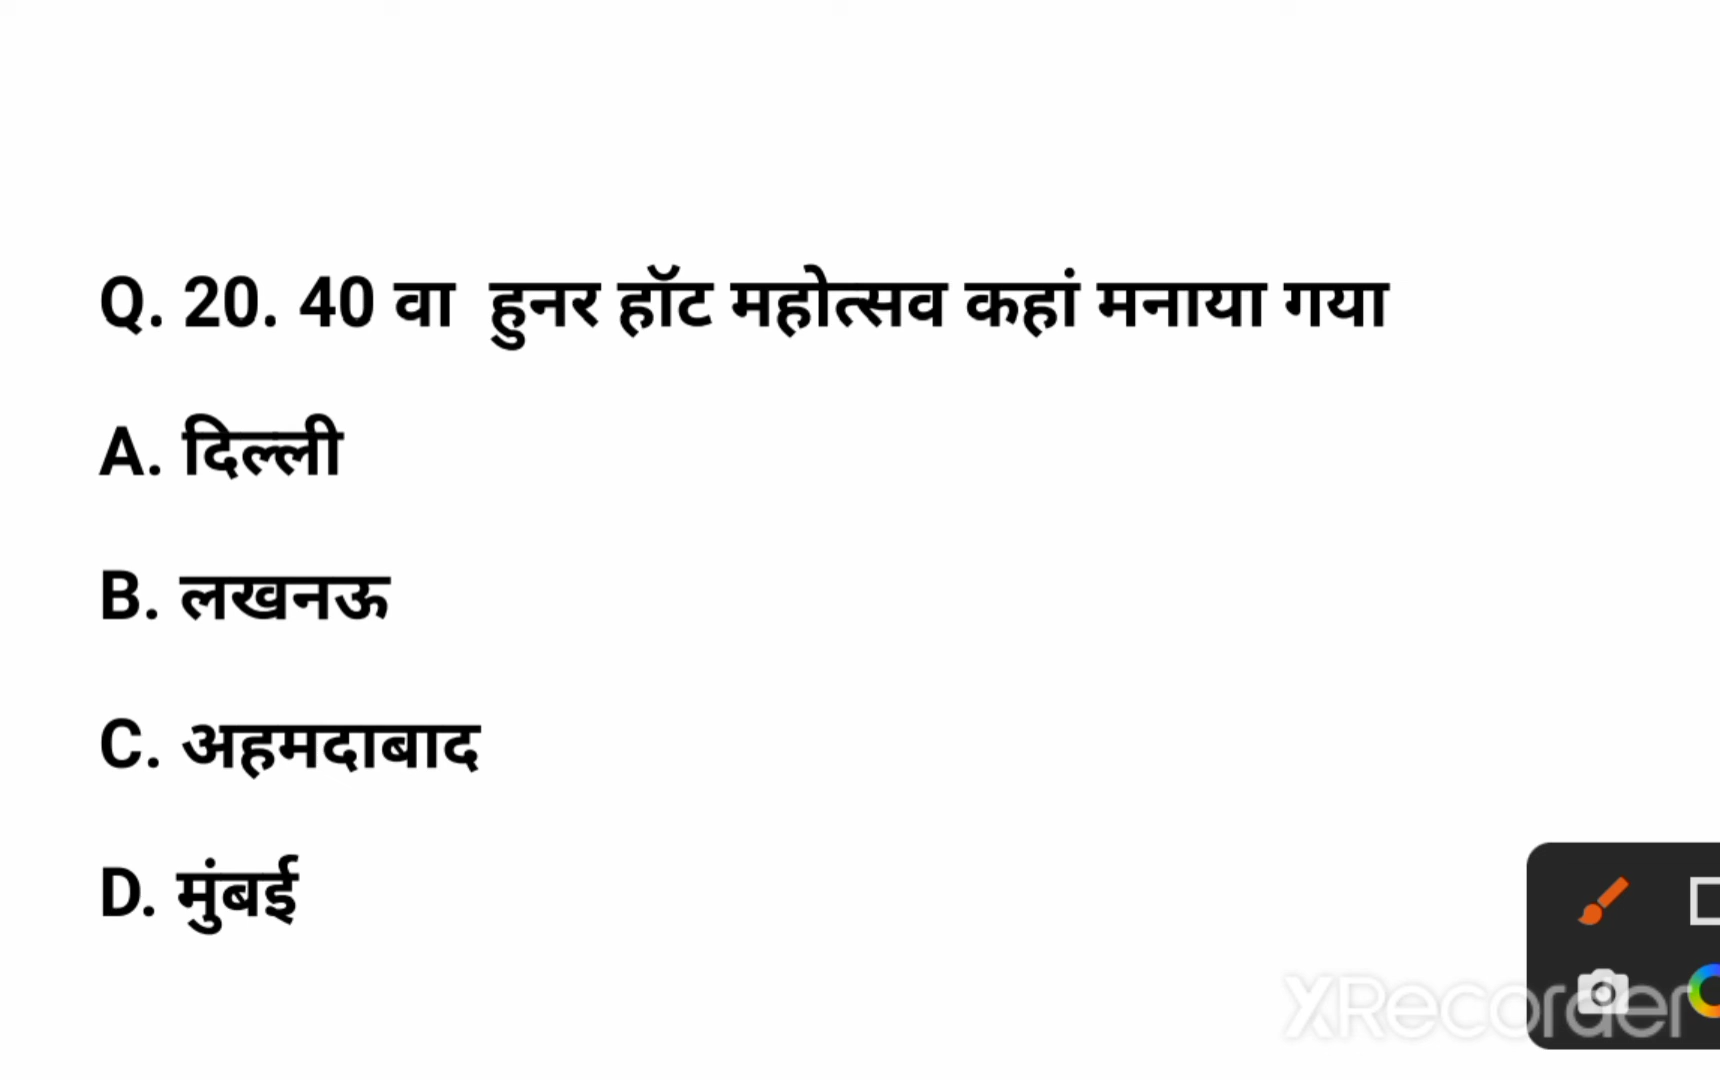 Q. 20. 40 वा  हुनर हॉट महोत्सव कहां मनाया गया
A. दिल्ली
B. लखनऊ
C. अहमदाबाद
D. मुंबई
XRecorder